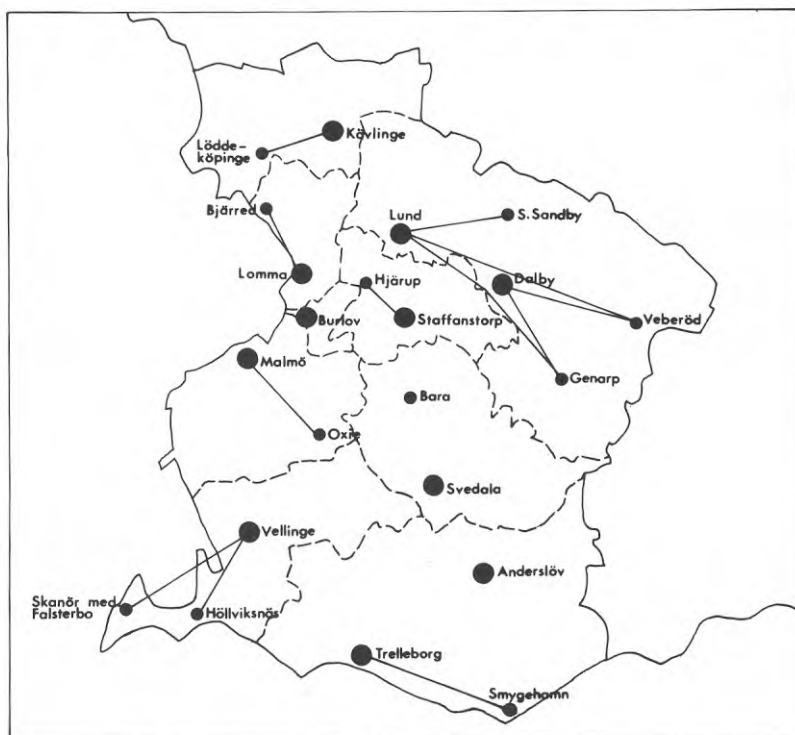 Kävlinge
Lödde-
köpinge
Bjärred
Lund
S. Sandby
Lomma
Hjärup
Dalby
Burlov
Staffanstorp
Veberöd
Malmö
Genarp
Bara
Oxie
Svedala
Vellinge
Anderslöv
Skanör med
Falsterbo
Höllviksnäs
Trelleborg
Smygehamn